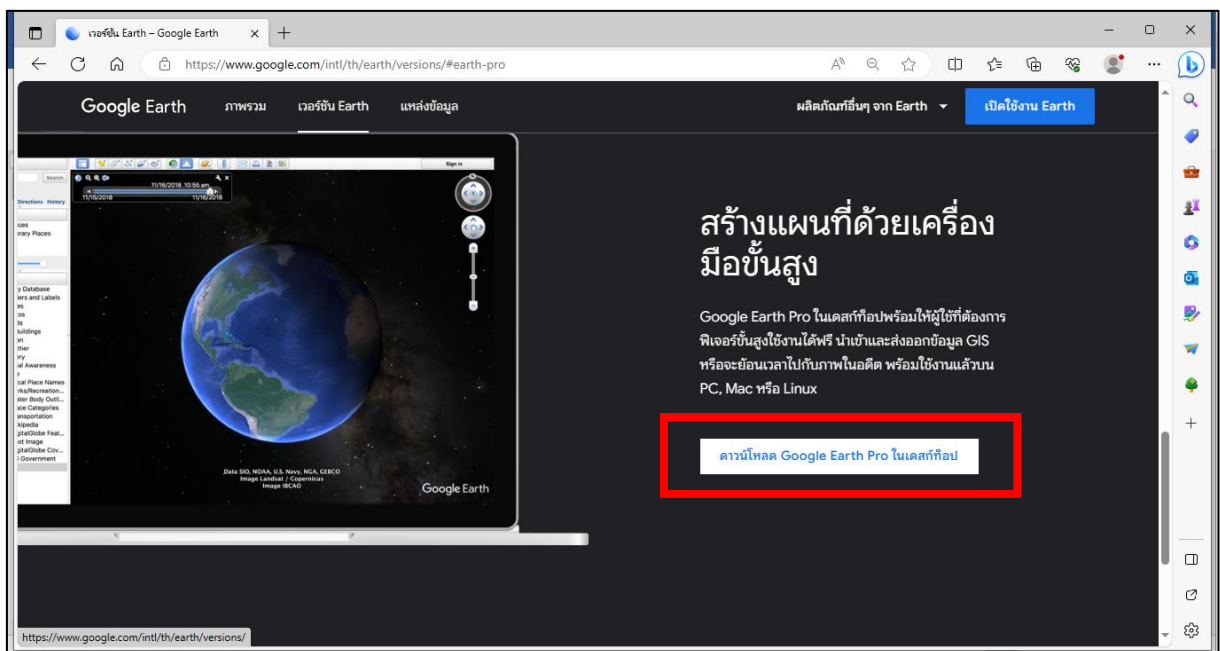 เวอร์ชัน Earth – Google Earth
https://www.google.com/intl/th/earth/versions/#earth-pro
Google Earth ภาพรวม เวอร์ชัน Earth แหล่งข้อมูล ผลิตภัณฑ์อื่นๆ จาก Earth เปิดใช้งาน Earth
Sign in
Search
11/16/2018 10:55 am
11/15/2018 11/16/2018
Directions History
สร้างแผนที่ด้วยเครื่อง
มือขั้นสูง
Google Earth Pro ในเดสก์ท็อปพร้อมให้ผู้ใช้ที่ต้องการ
ฟีเจอร์ขั้นสูงใช้งานได้ฟรี นำเข้าและส่งออกข้อมูล GIS
หรือจะย้อนเวลาไปกับภาพในอดีต พร้อมใช้งานแล้วบน
PC, Mac หรือ Linux
ดาวน์โหลด Google Earth Pro ในเดสก์ท็อป
Data SIO, NOAA, U.S. Navy, NGA, GEBCO
Image Landsat / Copernicus
Image IBCAO
Google Earth
https://www.google.com/intl/th/earth/versions/